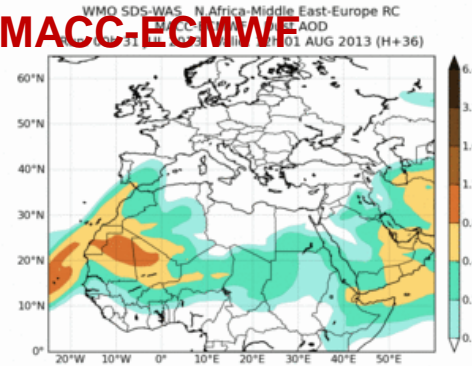 WMO SDS-WAS N.Africa-Middle East-Europe RC
MACC-ECMWF
AOD
01 AUG 2013 (H+36)
60°N
50°N
40°N
30°N
20°N
10°N
0°
20°W 10°W 0° 10°E 20°E 30°E 40°E 50°E